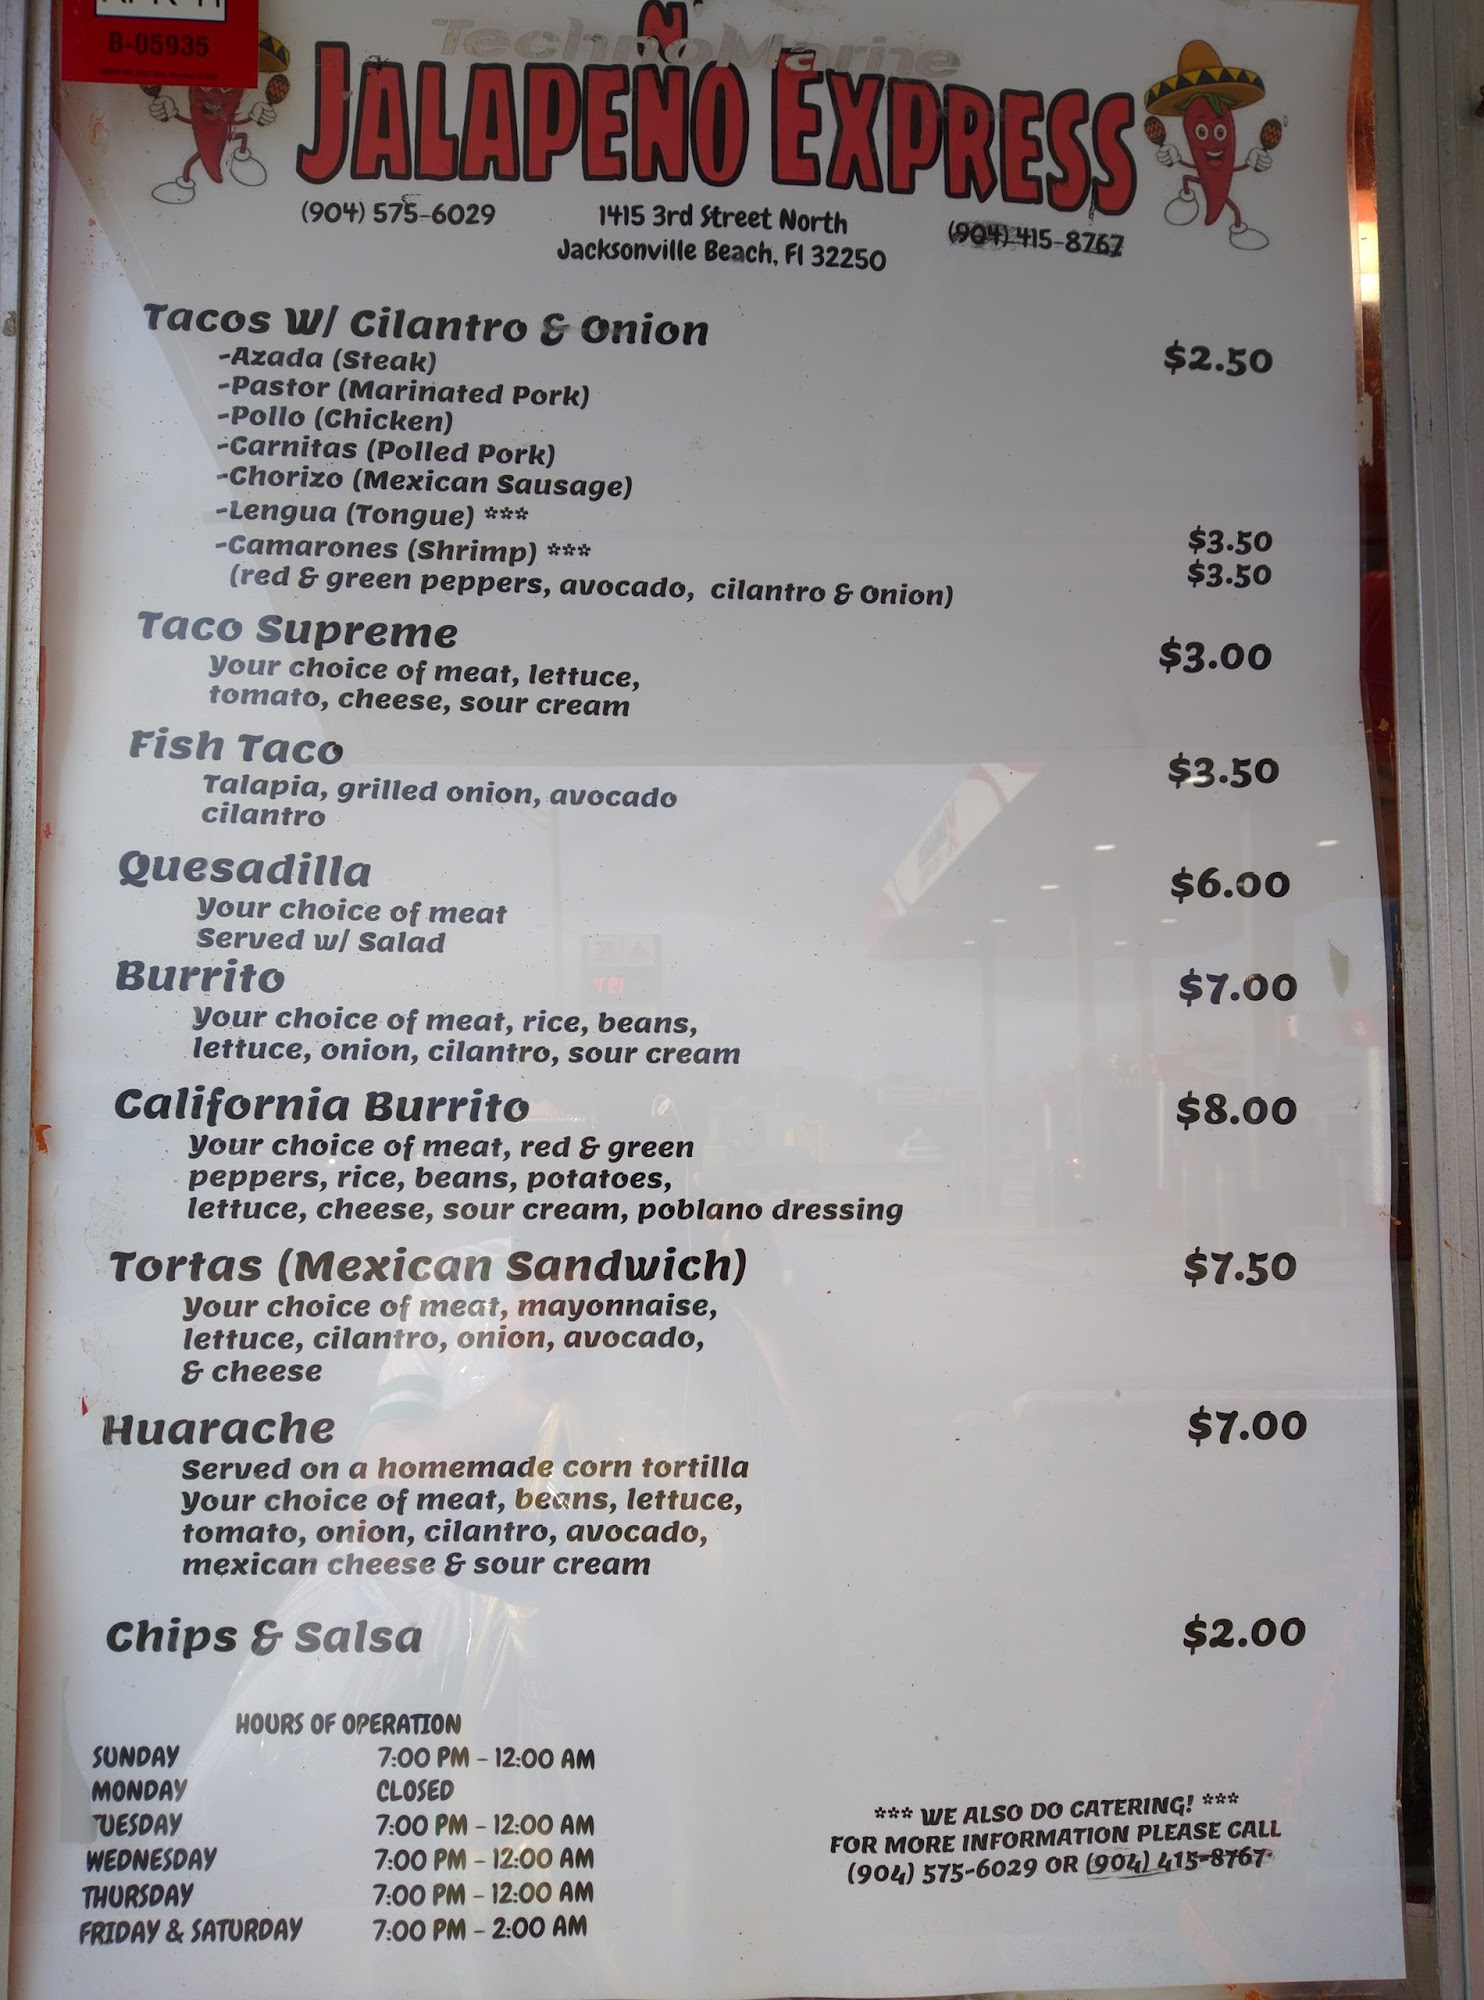 B-05935
TechnoMarine
JALAPEÑO EXPRESS
(904) 575-6029
1415 3rd Street North
Jacksonville Beach, Fl 32250
(904) 415-8767
Tacos W/ Cilantro & Onion $2.50
-Azada (Steak)
-Pastor (Marinated Pork)
-Pollo (Chicken)
-Carnitas (Polled Pork)
-Chorizo (Mexican Sausage)
-Lengua (Tongue) *** $3.50
-Camarones (Shrimp) *** $3.50
(red & green peppers, avocado, cilantro & Onion)
Taco Supreme $3.00
Your choice of meat, lettuce,
tomato, cheese, sour cream
Fish Taco $3.50
Talapia, grilled onion, avocado
cilantro
Quesadilla $6.00
Your choice of meat
Served w/ Salad
Burrito $7.00
Your choice of meat, rice, beans,
lettuce, onion, cilantro, sour cream
California Burrito $8.00
Your choice of meat, red & green
peppers, rice, beans, potatoes,
lettuce, cheese, sour cream, poblano dressing
Tortas (Mexican Sandwich) $7.50
Your choice of meat, mayonnaise,
lettuce, cilantro, onion, avocado,
& cheese
Huarache $7.00
Served on a homemade corn tortilla
Your choice of meat, beans, lettuce,
tomato, onion, cilantro, avocado,
mexican cheese & sour cream
Chips & Salsa $2.00
HOURS OF OPERATION
SUNDAY 7:00 PM - 12:00 AM
MONDAY CLOSED
TUESDAY 7:00 PM - 12:00 AM
WEDNESDAY 7:00 PM - 12:00 AM
THURSDAY 7:00 PM - 12:00 AM
FRIDAY & SATURDAY 7:00 PM - 2:00 AM
*** WE ALSO DO CATERING! ***
FOR MORE INFORMATION PLEASE CALL
(904) 575-6029 OR (904) 415-8767